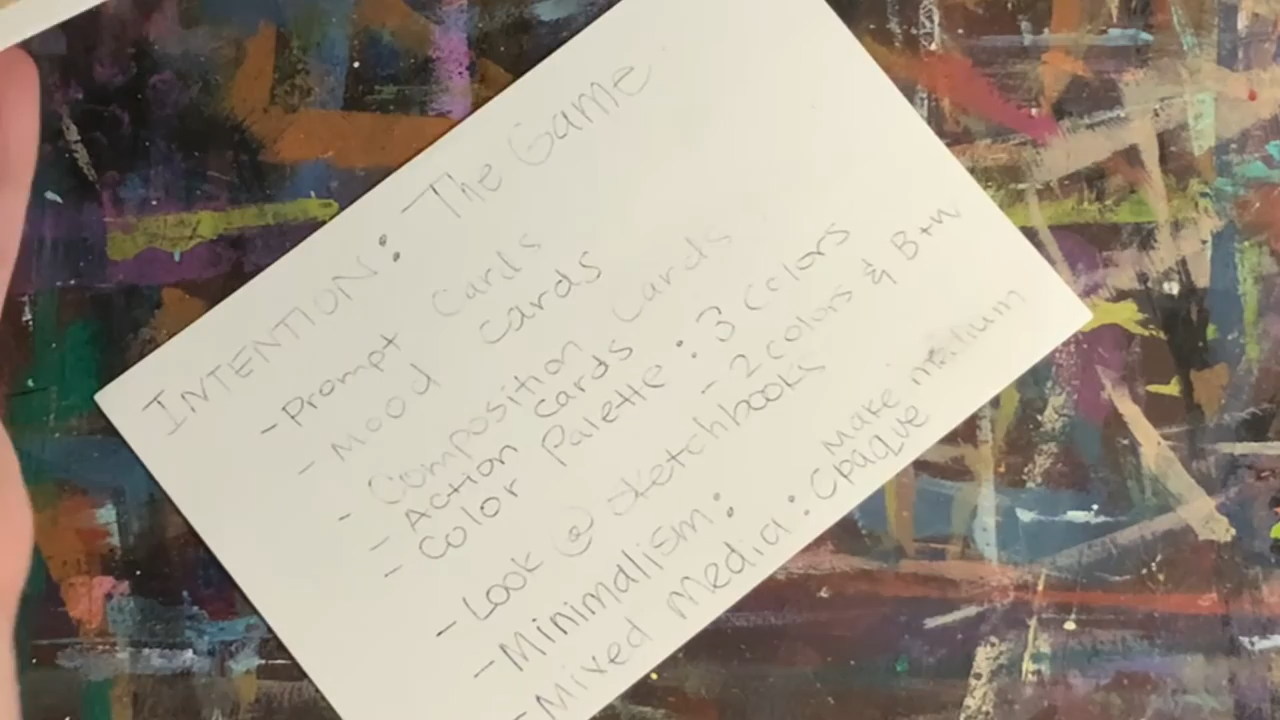 INTENTION: The Game
- Prompt Cards
- Mood Cards
- Composition Cards
- Action Cards
- Color Palette: 3 colors
- 2 colors & B+W
- Look @ sketchbooks
- Minimalism:
- Mixed Media: Opaque
make medium